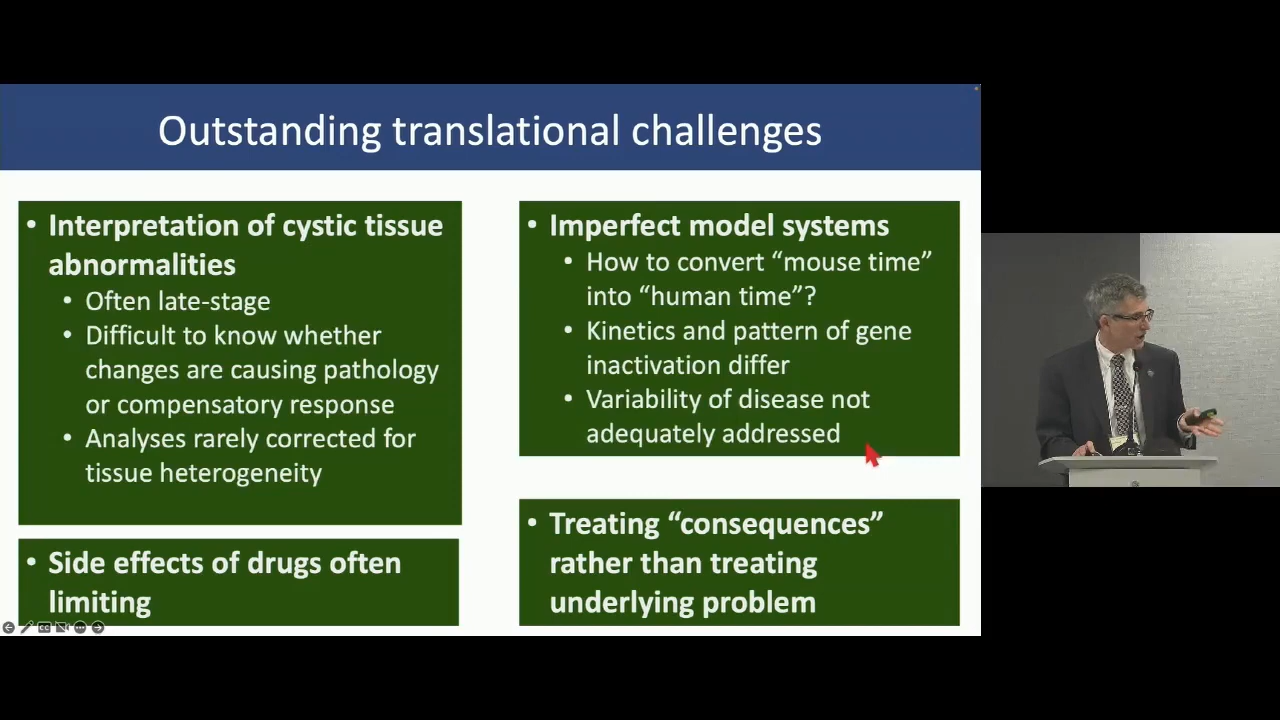 Outstanding translational challenges
• Interpretation of cystic tissue
abnormalities
• Often late-stage
• Difficult to know whether
changes are causing pathology
or compensatory response
• Analyses rarely corrected for
tissue heterogeneity
• Side effects of drugs often
limiting
• Imperfect model systems
• How to convert “mouse time”
into “human time”?
• Kinetics and pattern of gene
inactivation differ
• Variability of disease not
adequately addressed
• Treating “consequences”
rather than treating
underlying problem
CC